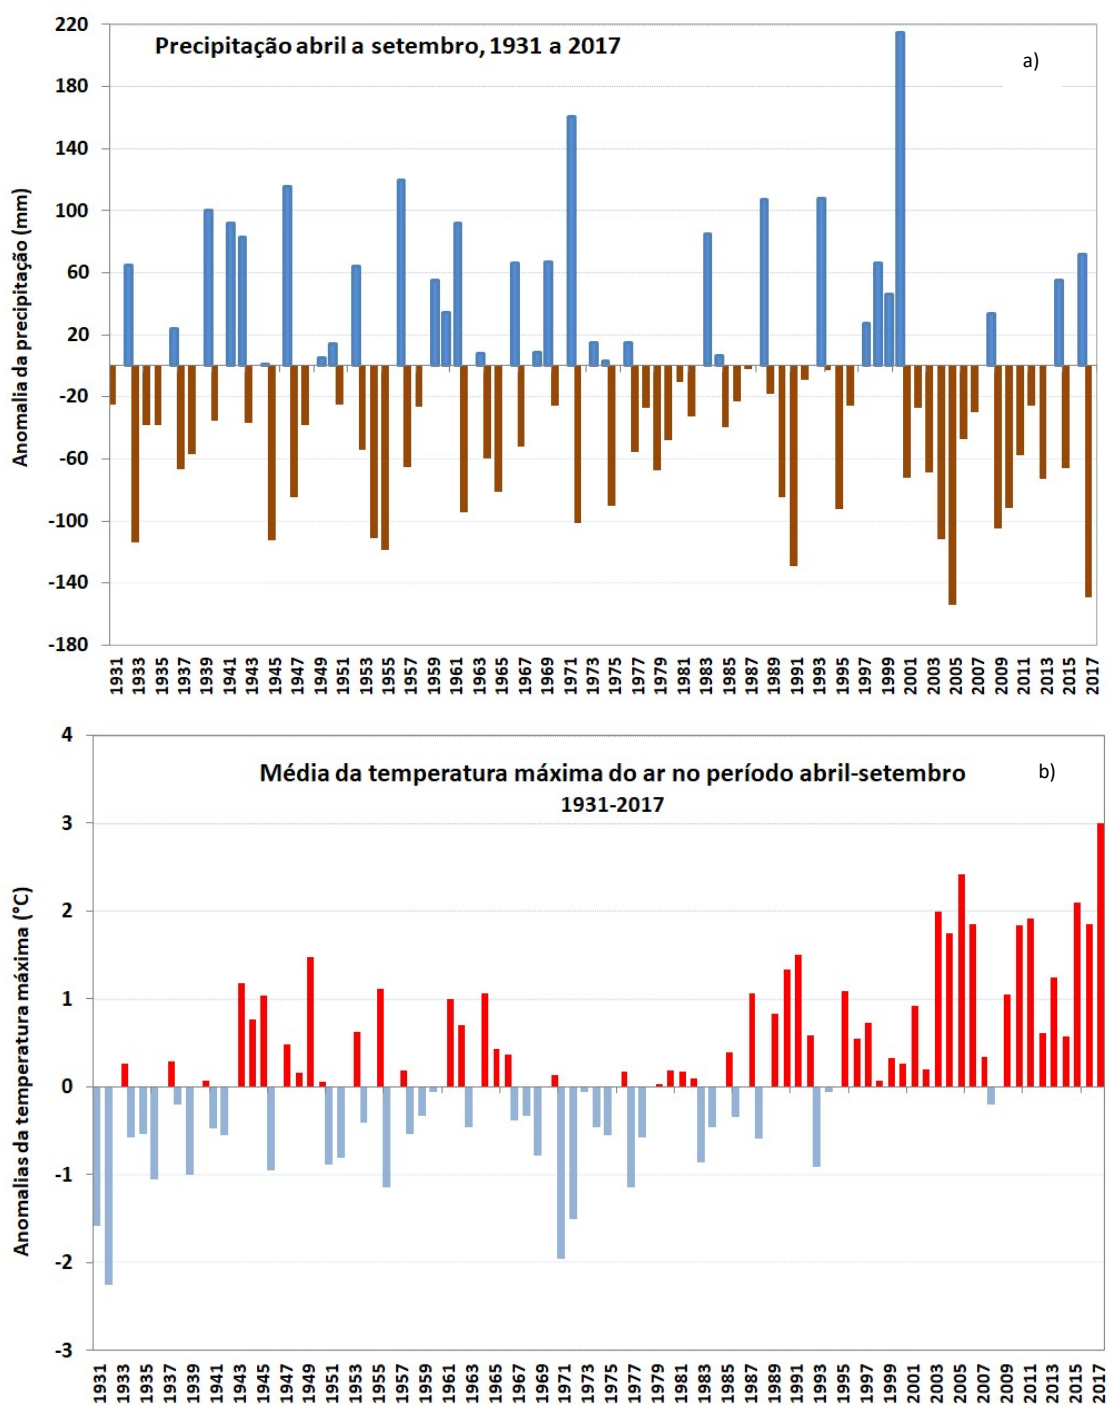 Precipitação abril a setembro, 1931 a 2017
a)
Anomalia da precipitação (mm)
220
180
140
100
60
20
-20
-60
-100
-140
-180
1931 1933 1935 1937 1939 1941 1943 1945 1947 1949 1951 1953 1955 1957 1959 1961 1963 1965 1967 1969 1971 1973 1975 1977 1979 1981 1983 1985 1987 1989 1991 1993 1995 1997 1999 2001 2003 2005 2007 2009 2011 2013 2015 2017
Média da temperatura máxima do ar no período abril-setembro
1931-2017
b)
Anomalias da temperatura máxima (°C)
4
3
2
1
0
-1
-2
-3
1931 1933 1935 1937 1939 1941 1943 1945 1947 1949 1951 1953 1955 1957 1959 1961 1963 1965 1967 1969 1971 1973 1975 1977 1979 1981 1983 1985 1987 1989 1991 1993 1995 1997 1999 2001 2003 2005 2007 2009 2011 2013 2015 2017